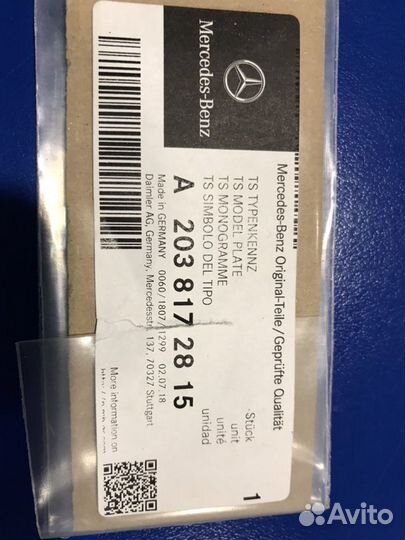 Mercedes-Benz
Mercedes-Benz Original-Teile/Geprüfte Qualität
TS TYPENKENNZ
TS MODEL PLATE
TS MONOGRAMME
TS SIMBOLO DEL TIPO
Stück
unit
unité
unidad
1
A 203 817 28 15
Made in GERMANY 0060/1807/ 1299 02.07.18
Daimler AG, Germany, Mercedesstr. 137, 70327 Stuttgart
More information on
Avito